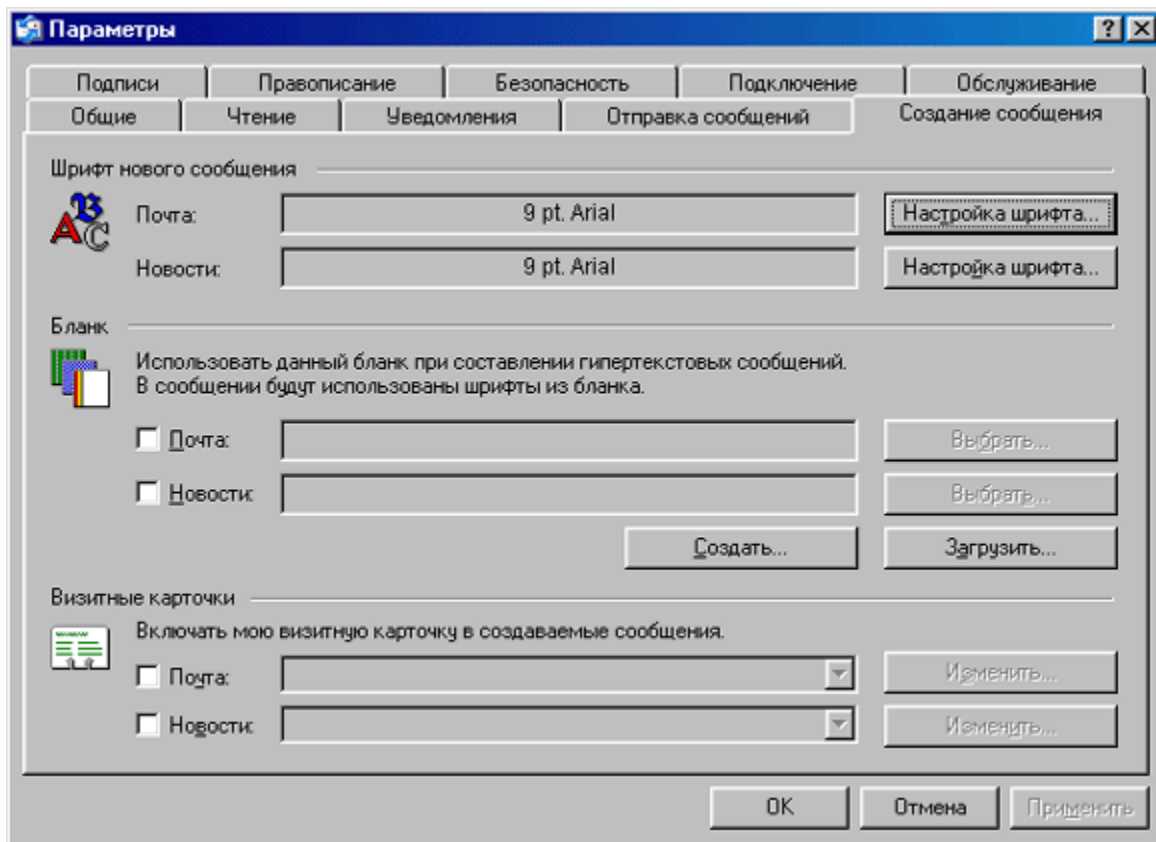 Параметры
Подписи Правописание Безопасность Подключение Обслуживание
Общие Чтение Уведомления Отправка сообщений Создание сообщения
Шрифт нового сообщения
Почта: 9 pt. Arial Настройка шрифта...
Новости: 9 pt. Arial Настройка шрифта...
Бланк
Использовать данный бланк при составлении гипертекстовых сообщений.
В сообщении будут использованы шрифты из бланка.
Почта: Выбрать...
Новости: Выбрать...
Создать... Загрузить...
Визитные карточки
Включать мою визитную карточку в создаваемые сообщения.
Почта: Изменить...
Новости: Изменить...
OK Отмена Применить